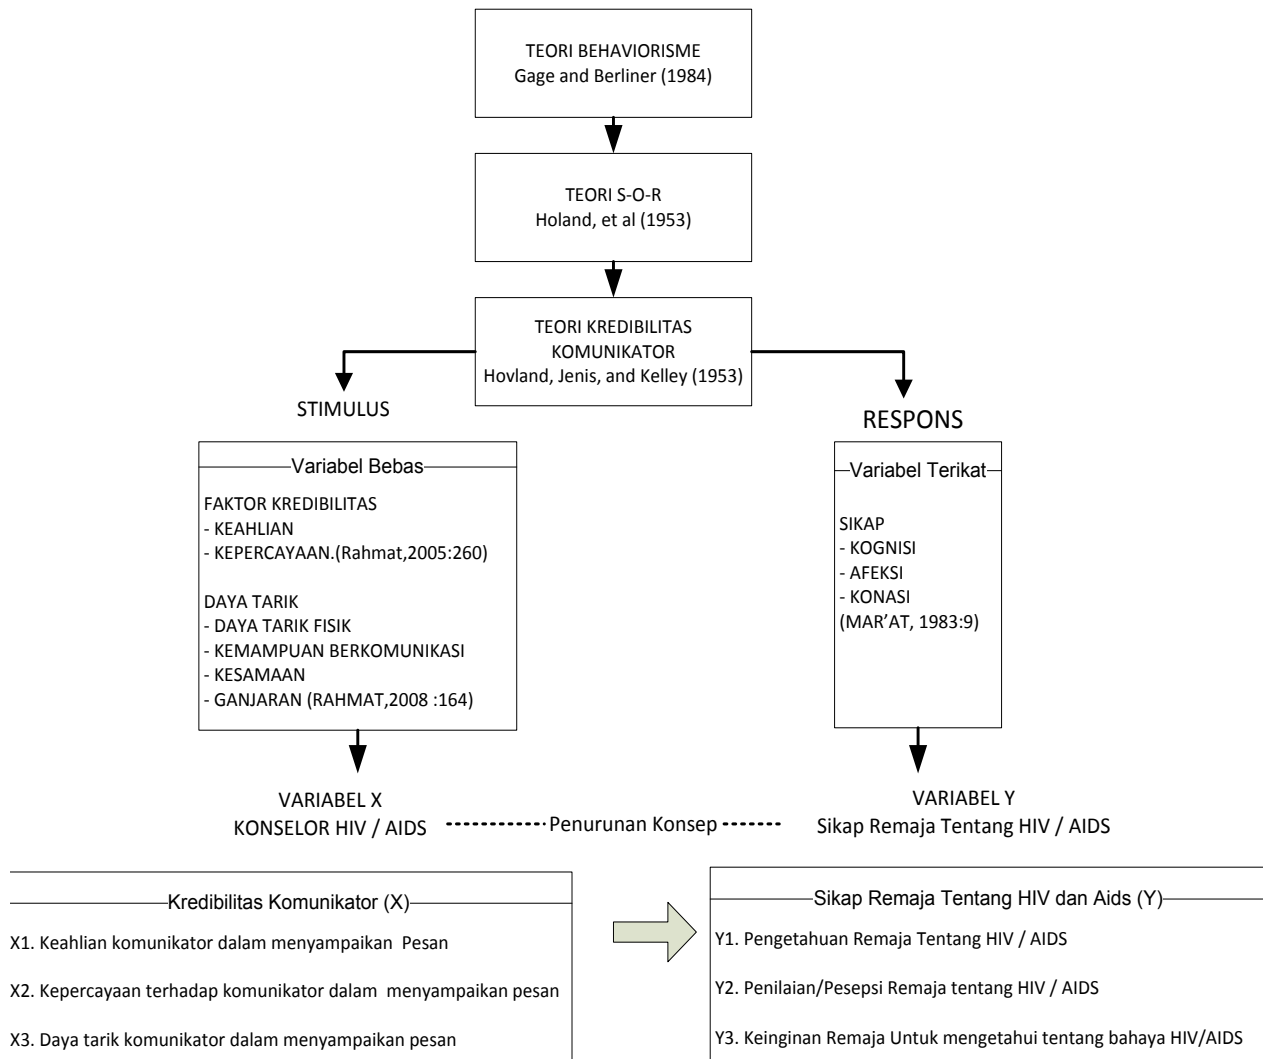 TEORI BEHAVIORISME
Gage and Berliner (1984)
TEORI S-O-R
Holand, et al (1953)
TEORI KREDIBILITAS
KOMUNIKATOR
Hovland, Jenis, and Kelley (1953)
STIMULUS
RESPONS
Variabel Bebas
FAKTOR KREDIBILITAS
- KEAHLIAN
- KEPERCAYAAN.(Rahmat,2005:260)
DAYA TARIK
- DAYA TARIK FISIK
- KEMAMPUAN BERKOMUNIKASI
- KESAMAAN
- GANJARAN (RAHMAT,2008 :164)
Variabel Terikat
SIKAP
- KOGNISI
- AFEKSI
- KONASI
(MAR’AT, 1983:9)
VARIABEL X
KONSELOR HIV / AIDS
Penurunan Konsep
VARIABEL Y
Sikap Remaja Tentang HIV / AIDS
Kredibilitas Komunikator (X)
X1. Keahlian komunikator dalam menyampaikan Pesan
X2. Kepercayaan terhadap komunikator dalam menyampaikan pesan
X3. Daya tarik komunikator dalam menyampaikan pesan
Sikap Remaja Tentang HIV dan Aids (Y)
Y1. Pengetahuan Remaja Tentang HIV / AIDS
Y2. Penilaian/Pesepsi Remaja tentang HIV / AIDS
Y3. Keinginan Remaja Untuk mengetahui tentang bahaya HIV/AIDS